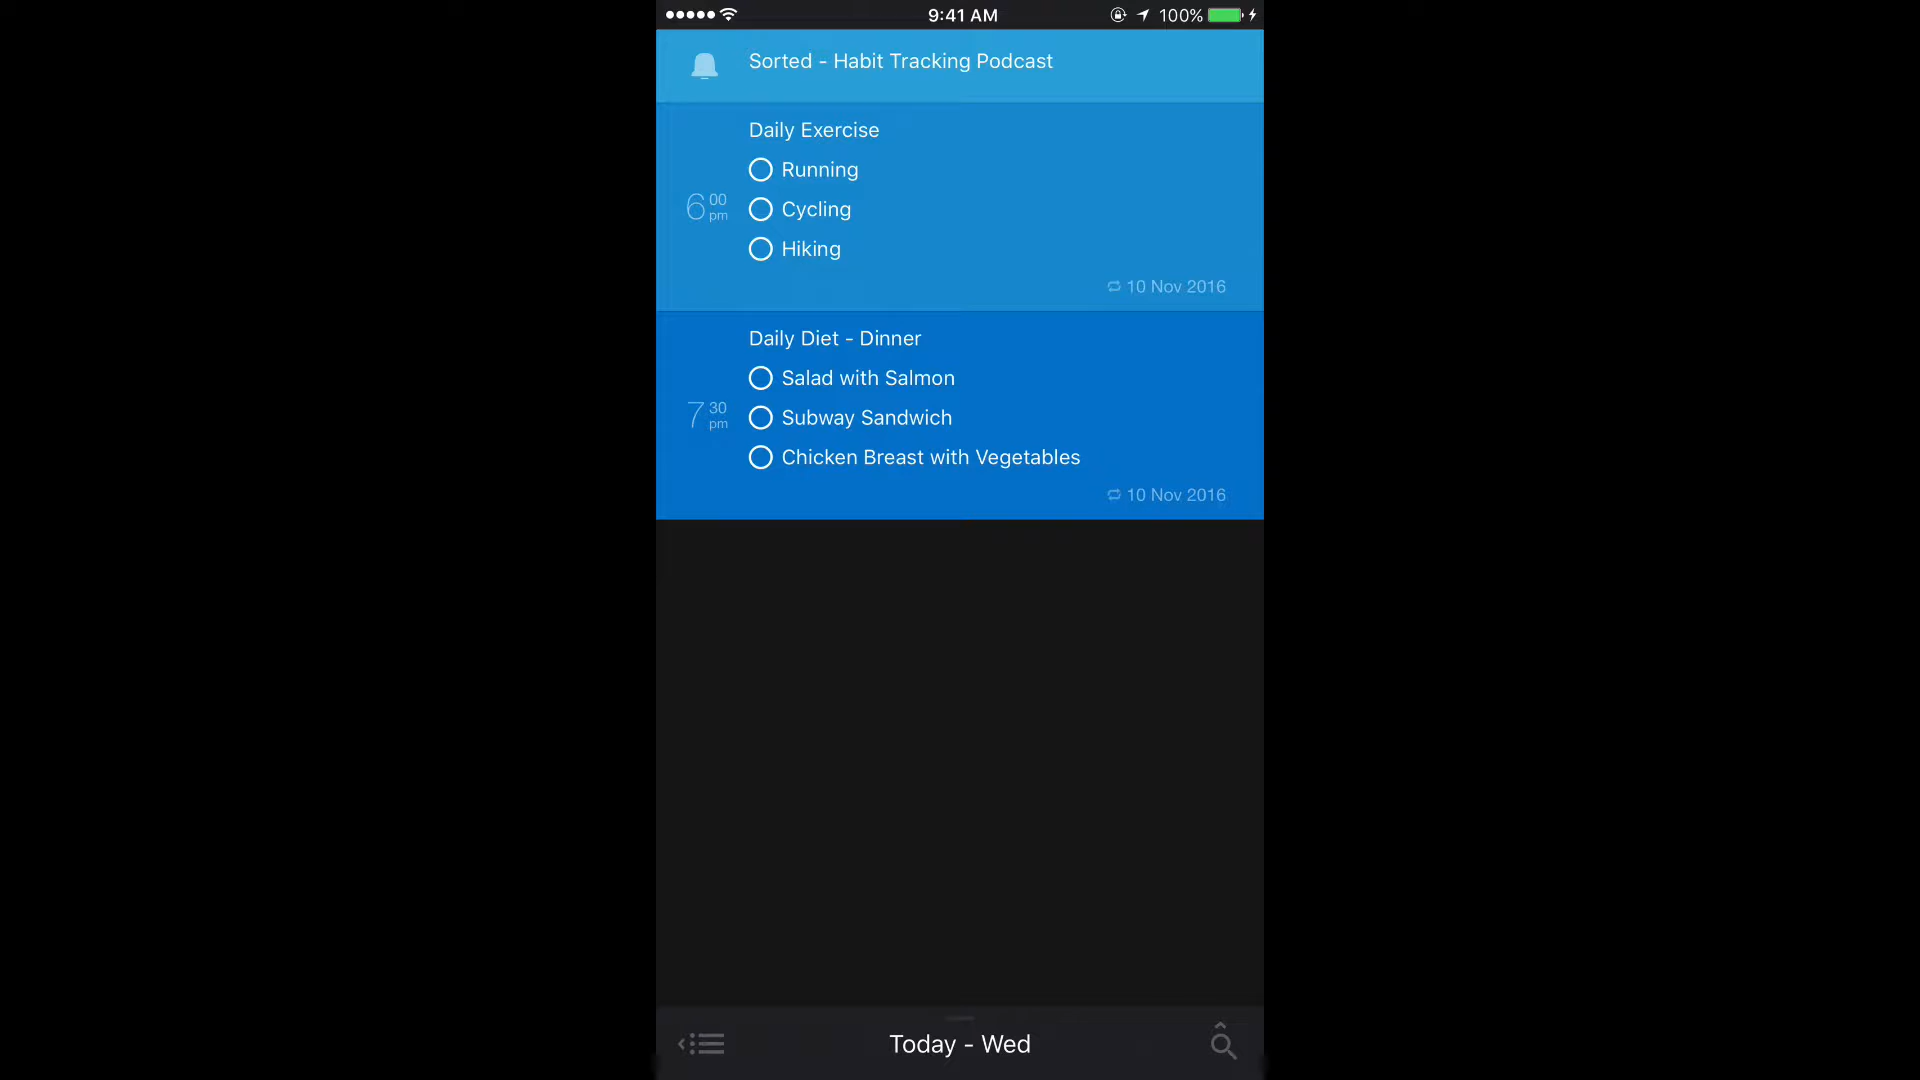 9:41 AM
100%
Sorted - Habit Tracking Podcast
Daily Exercise
Running
6 00 pm
Cycling
Hiking
10 Nov 2016
Daily Diet - Dinner
Salad with Salmon
7 30 pm
Subway Sandwich
Chicken Breast with Vegetables
10 Nov 2016
Today - Wed